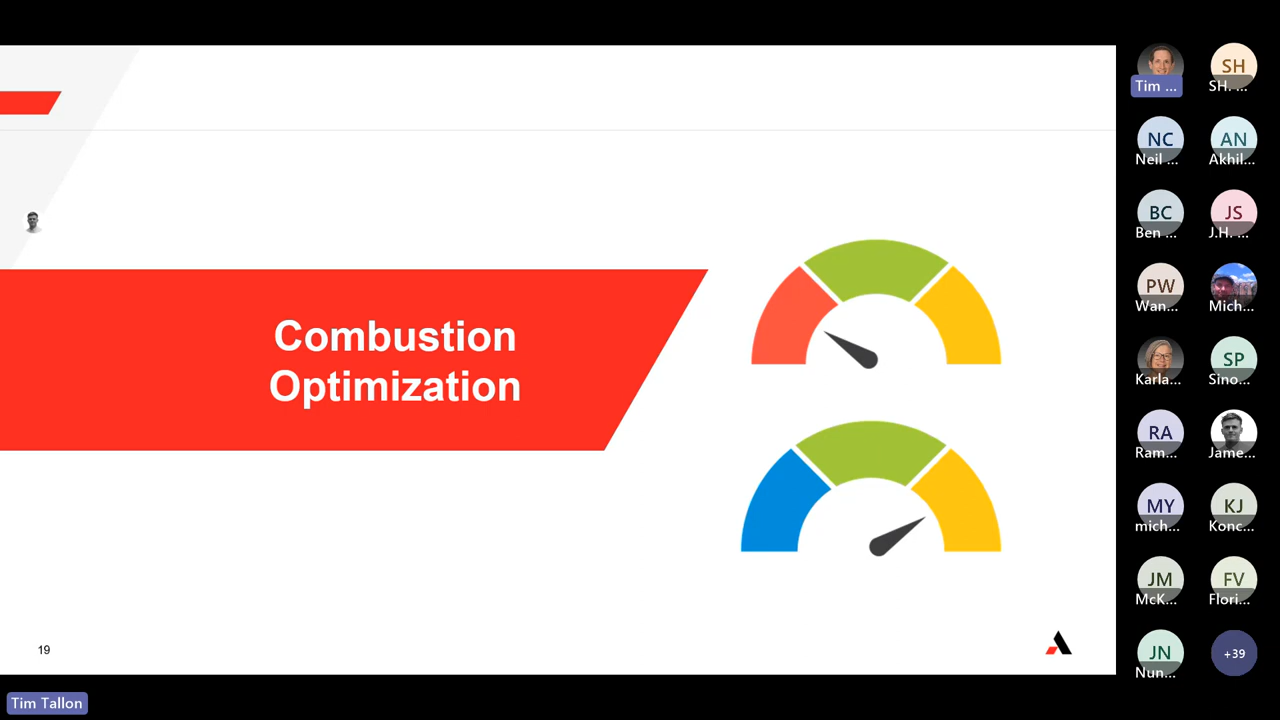 Combustion
Optimization
19
Tim Tallon
Tim ...
SH
SH. ...
NC
Neil ...
AN
Akhil...
BC
Ben ...
JS
J.H. ...
PW
Wan...
Mich...
Karla...
SP
Sino...
RA
Ram...
Jame...
MY
mich...
KJ
Konc...
JM
McK...
FV
Flori...
JN
Nun...
+39